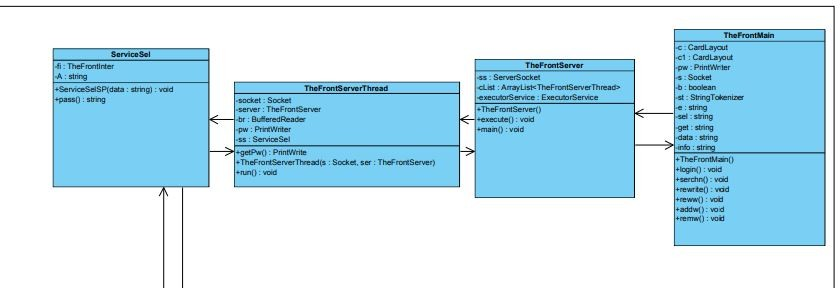 ServiceSel
-fi : TheFrontInter
-A : string
+ServiceSelSP(data : string) : void
+pass() : string
TheFrontServerThread
-socket : Socket
-server : TheFrontServer
-br : BufferedReader
-pw : PrintWriter
-ss : ServiceSel
+getPw() : PrintWrite
+TheFrontServerThread(s : Socket, ser : TheFrontServer)
+run() : void
TheFrontServer
-ss : ServerSocket
-cList : ArrayList<TheFrontServerThread>
-executorService : ExecutorService
+TheFrontServer()
+execute() : void
+main() : void
TheFrontMain
-c : CardLayout
-c1 : CardLayout
-pw : PrintWriter
-s : Socket
-b : boolean
-st : StringTokenizer
-e : string
-sel : string
-get : string
-data : string
-info : string
+TheFrontMain()
+login() : void
+serchn() : void
+rewrite() : void
+reww() : void
+addw() : void
+remw() : void